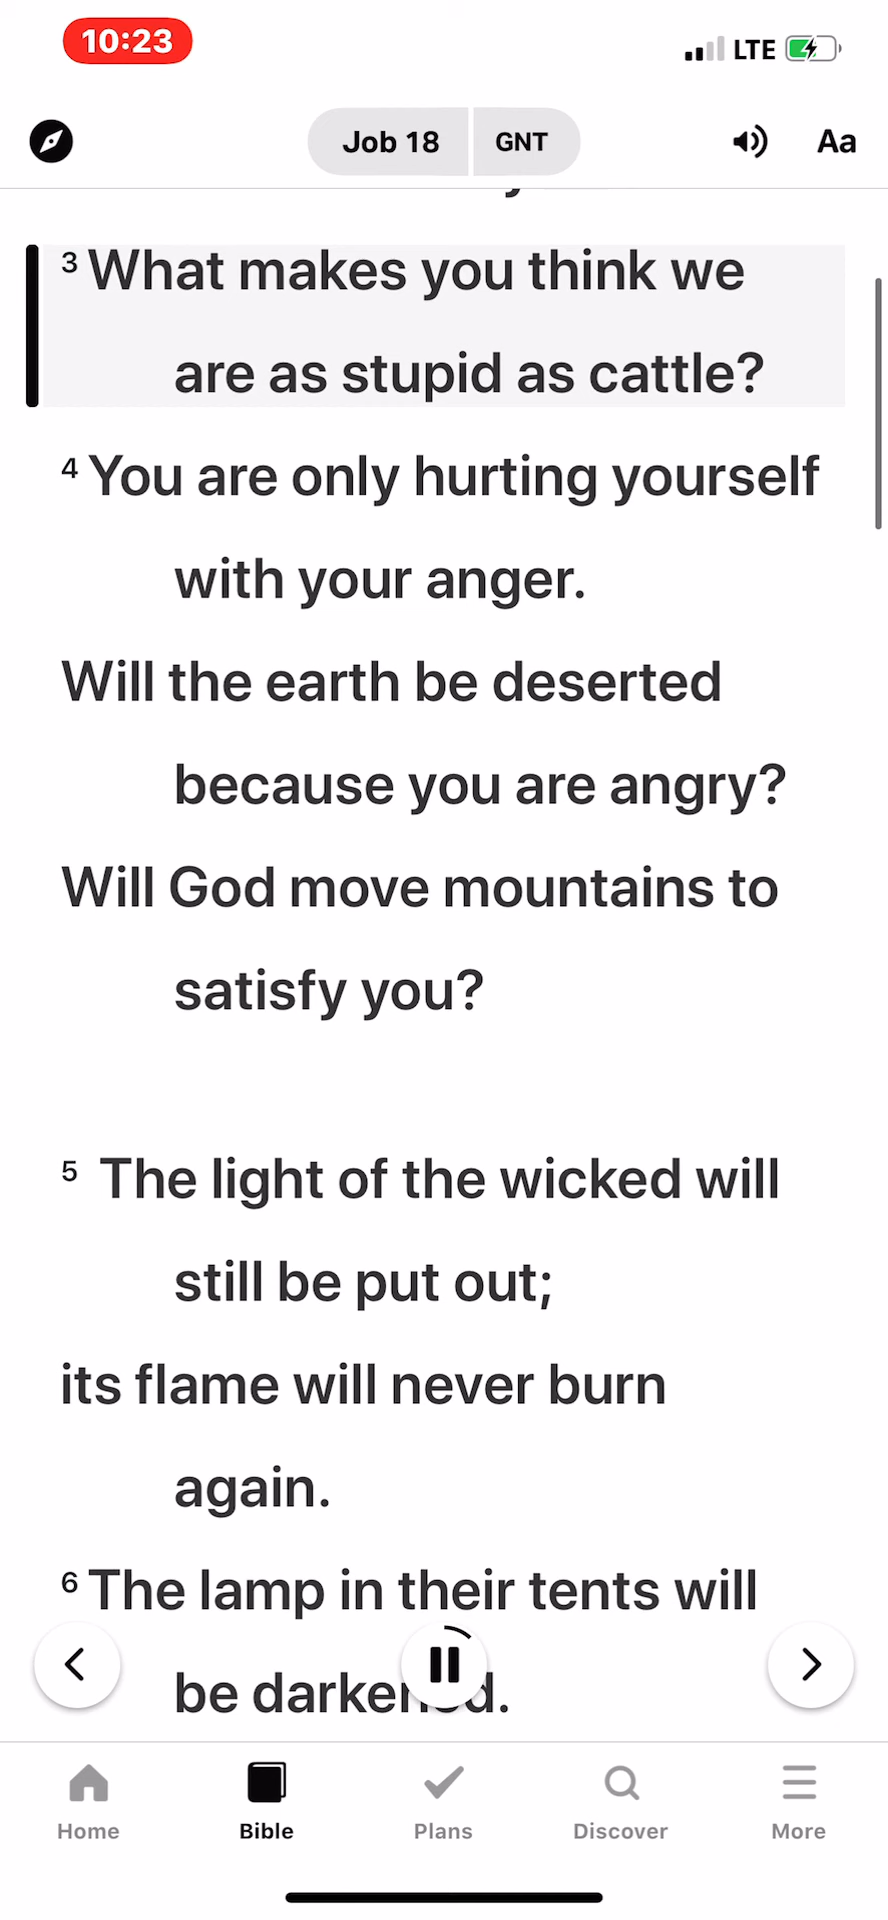 10:23
LTE
Job 18 GNT Aa
3 What makes you think we
are as stupid as cattle?
4 You are only hurting yourself
with your anger.
Will the earth be deserted
because you are angry?
Will God move mountains to
satisfy you?
5 The light of the wicked will
still be put out;
its flame will never burn
again.
6 The lamp in their tents will
be darkened.
Home Bible Plans Discover More